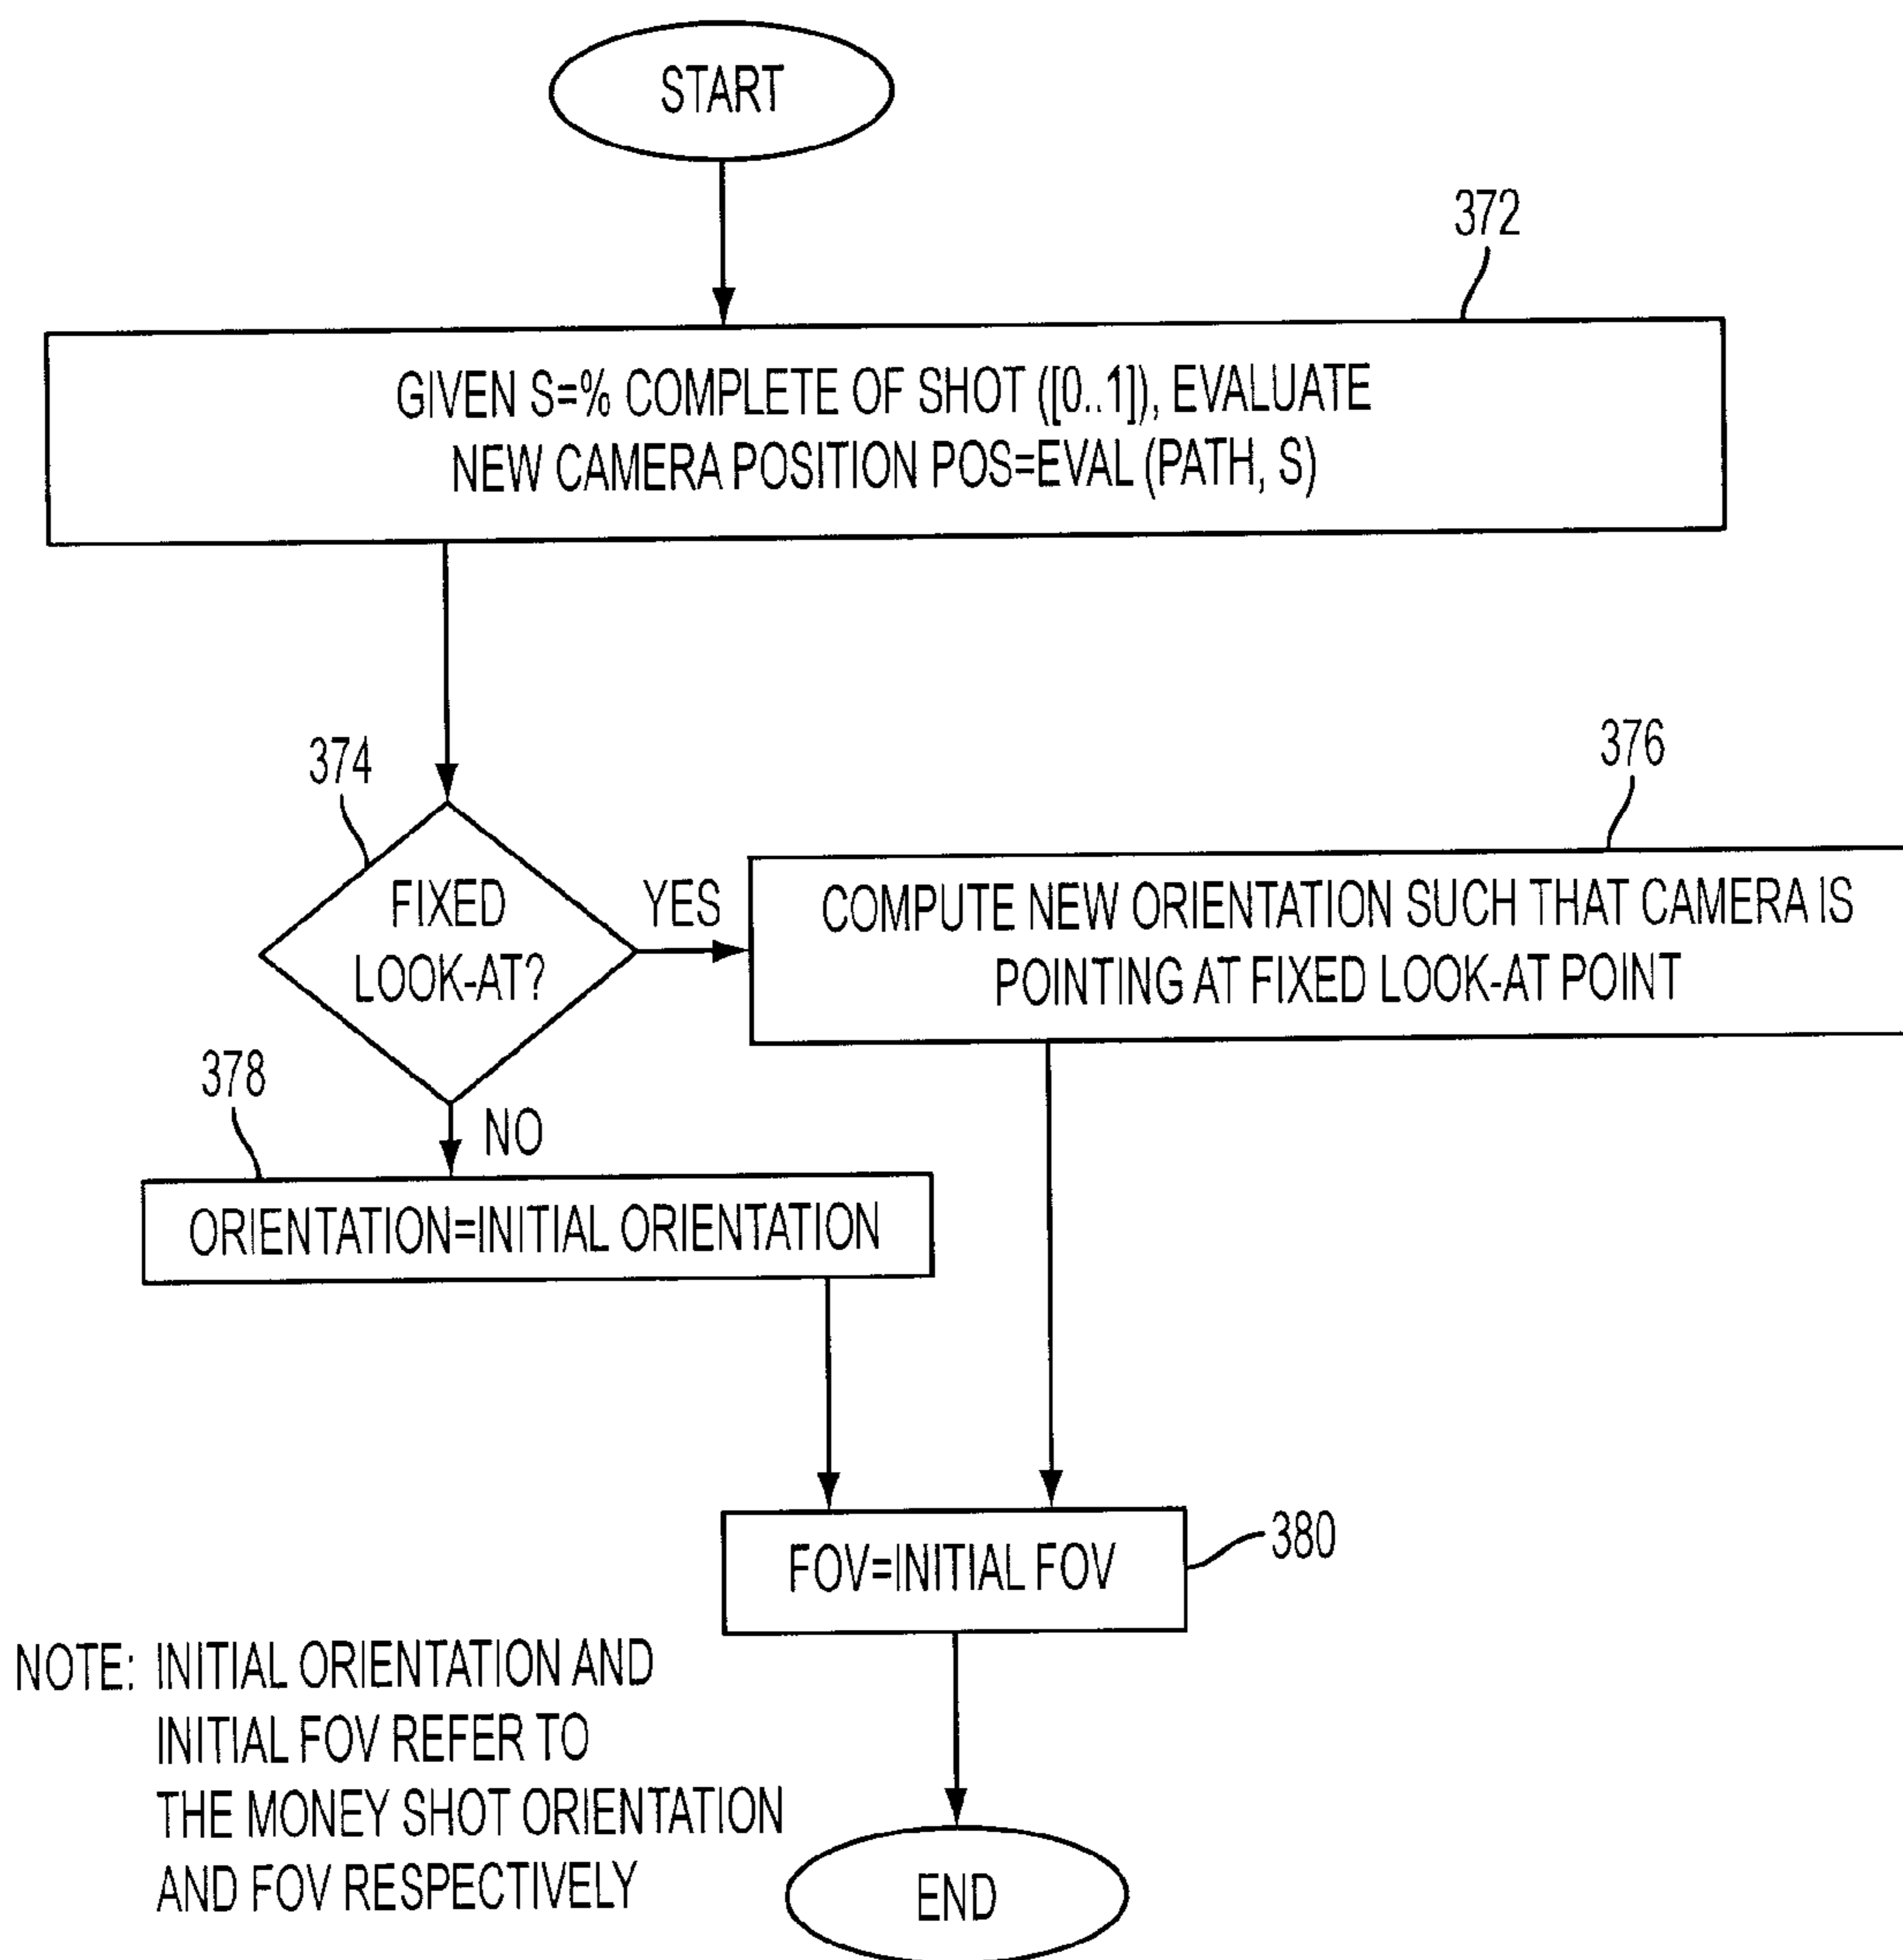 START
372
GIVEN S=% COMPLETE OF SHOT ([0..1]), EVALUATE
NEW CAMERA POSITION POS=EVAL (PATH, S)
374
FIXED
LOOK-AT?
YES
376
COMPUTE NEW ORIENTATION SUCH THAT CAMERA IS
POINTING AT FIXED LOOK-AT POINT
378
NO
ORIENTATION=INITIAL ORIENTATION
FOV=INITIAL FOV
380
NOTE: INITIAL ORIENTATION AND
INITIAL FOV REFER TO
THE MONEY SHOT ORIENTATION
AND FOV RESPECTIVELY
END